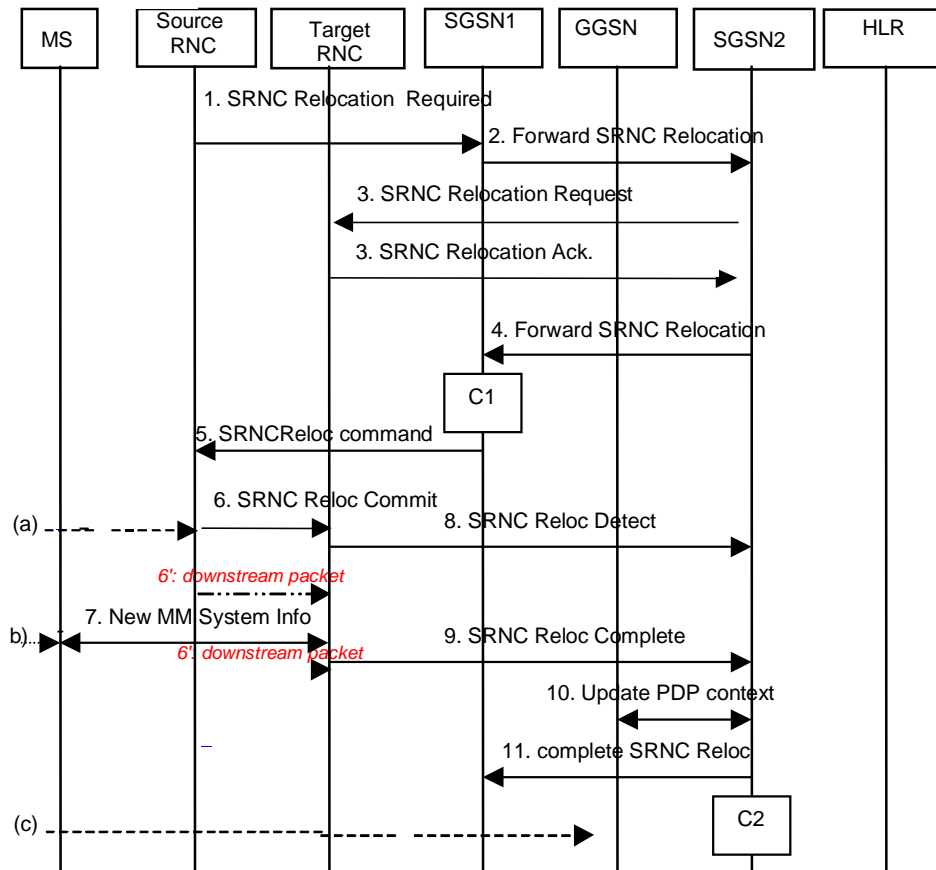 MS
Source
RNC
Target
RNC
SGSN1
GGSN
SGSN2
HLR
1. SRNC Relocation Required
2. Forward SRNC Relocation
3. SRNC Relocation Request
3. SRNC Relocation Ack.
4. Forward SRNC Relocation
C1
5. SRNCReloc command
6. SRNC Reloc Commit
(a)
8. SRNC Reloc Detect
6': downstream packet
7. New MM System Info
b)
9. SRNC Reloc Complete
6': downstream packet
10. Update PDP context
11. complete SRNC Reloc
C2
(c)